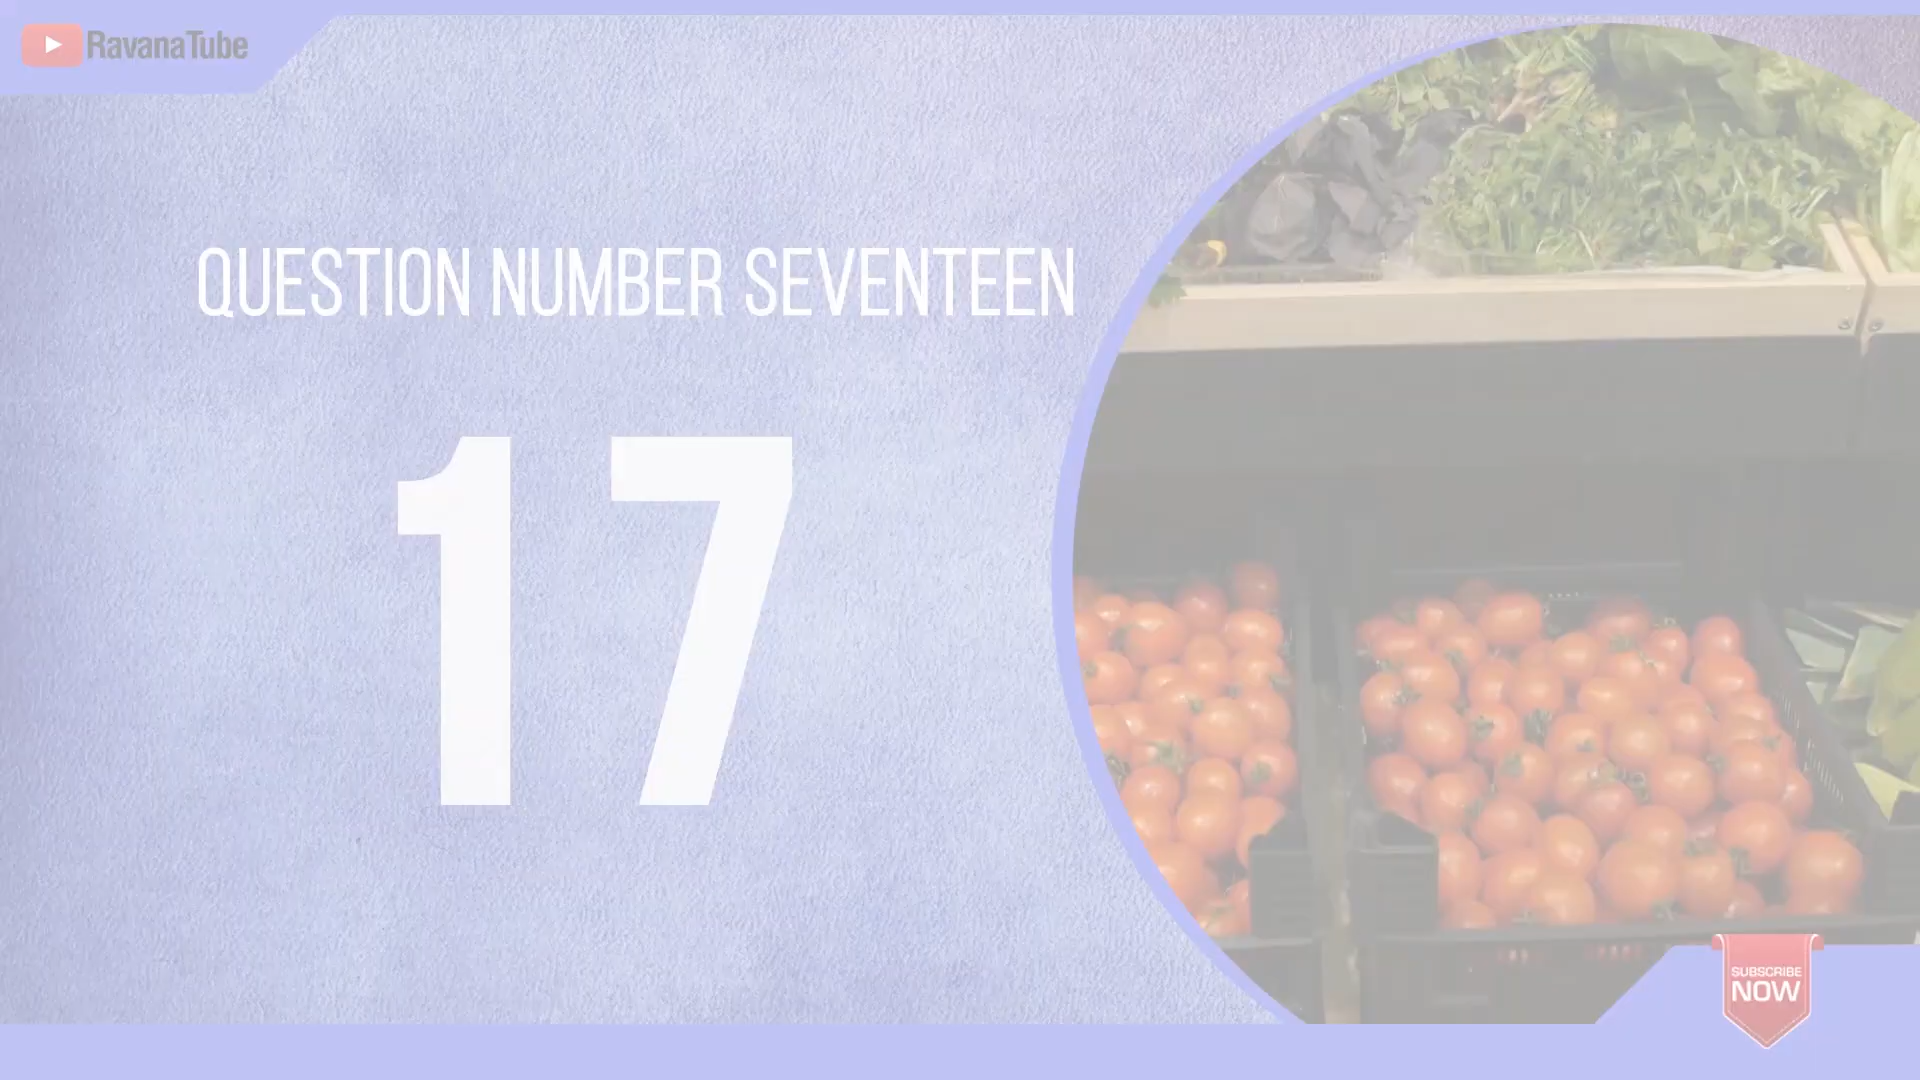 RavanaTube
QUESTION NUMBER SEVENTEEN
17
SUBSCRIBE
NOW